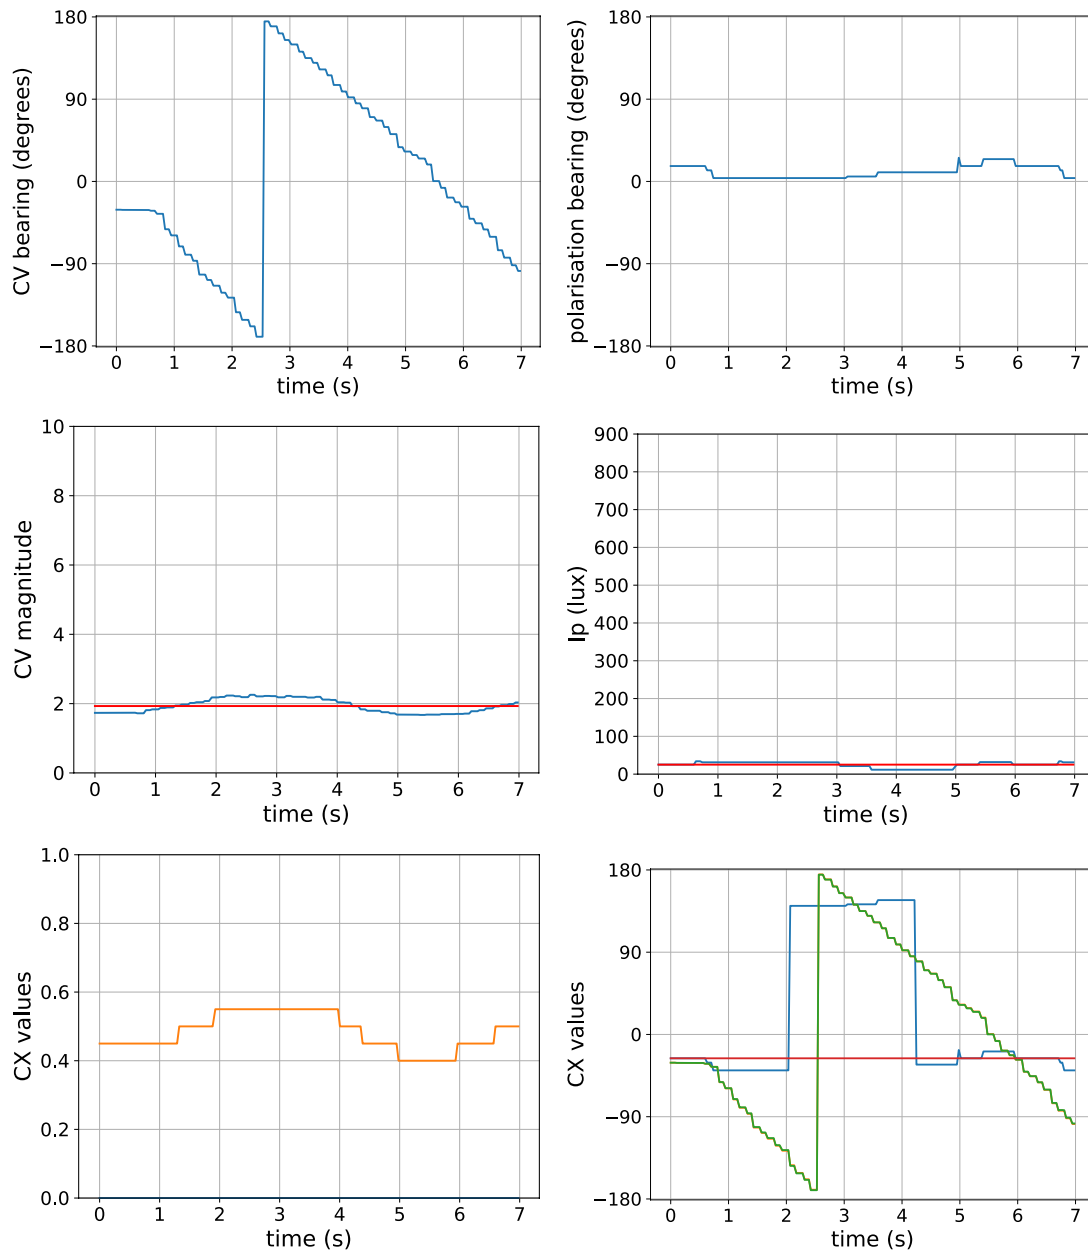 CV bearing (degrees)
180
90
0
−90
−180
0 1 2 3 4 5 6 7
time (s)
polarisation bearing (degrees)
180
90
0
−90
−180
0 1 2 3 4 5 6 7
time (s)
CV magnitude
10
8
6
4
2
0
0 1 2 3 4 5 6 7
time (s)
Ip (lux)
900
800
700
600
500
400
300
200
100
0
0 1 2 3 4 5 6 7
time (s)
CX values
1.0
0.8
0.6
0.4
0.2
0.0
0 1 2 3 4 5 6 7
time (s)
CX values
180
90
0
−90
−180
0 1 2 3 4 5 6 7
time (s)